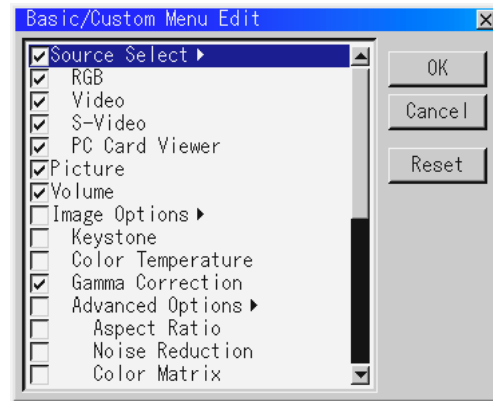 Basic/Custom Menu Edit
Source Select
RGB
Video
S-Video
PC Card Viewer
Picture
Volume
Image Options
Keystone
Color Temperature
Gamma Correction
Advanced Options
Aspect Ratio
Noise Reduction
Color Matrix
OK
Cancel
Reset